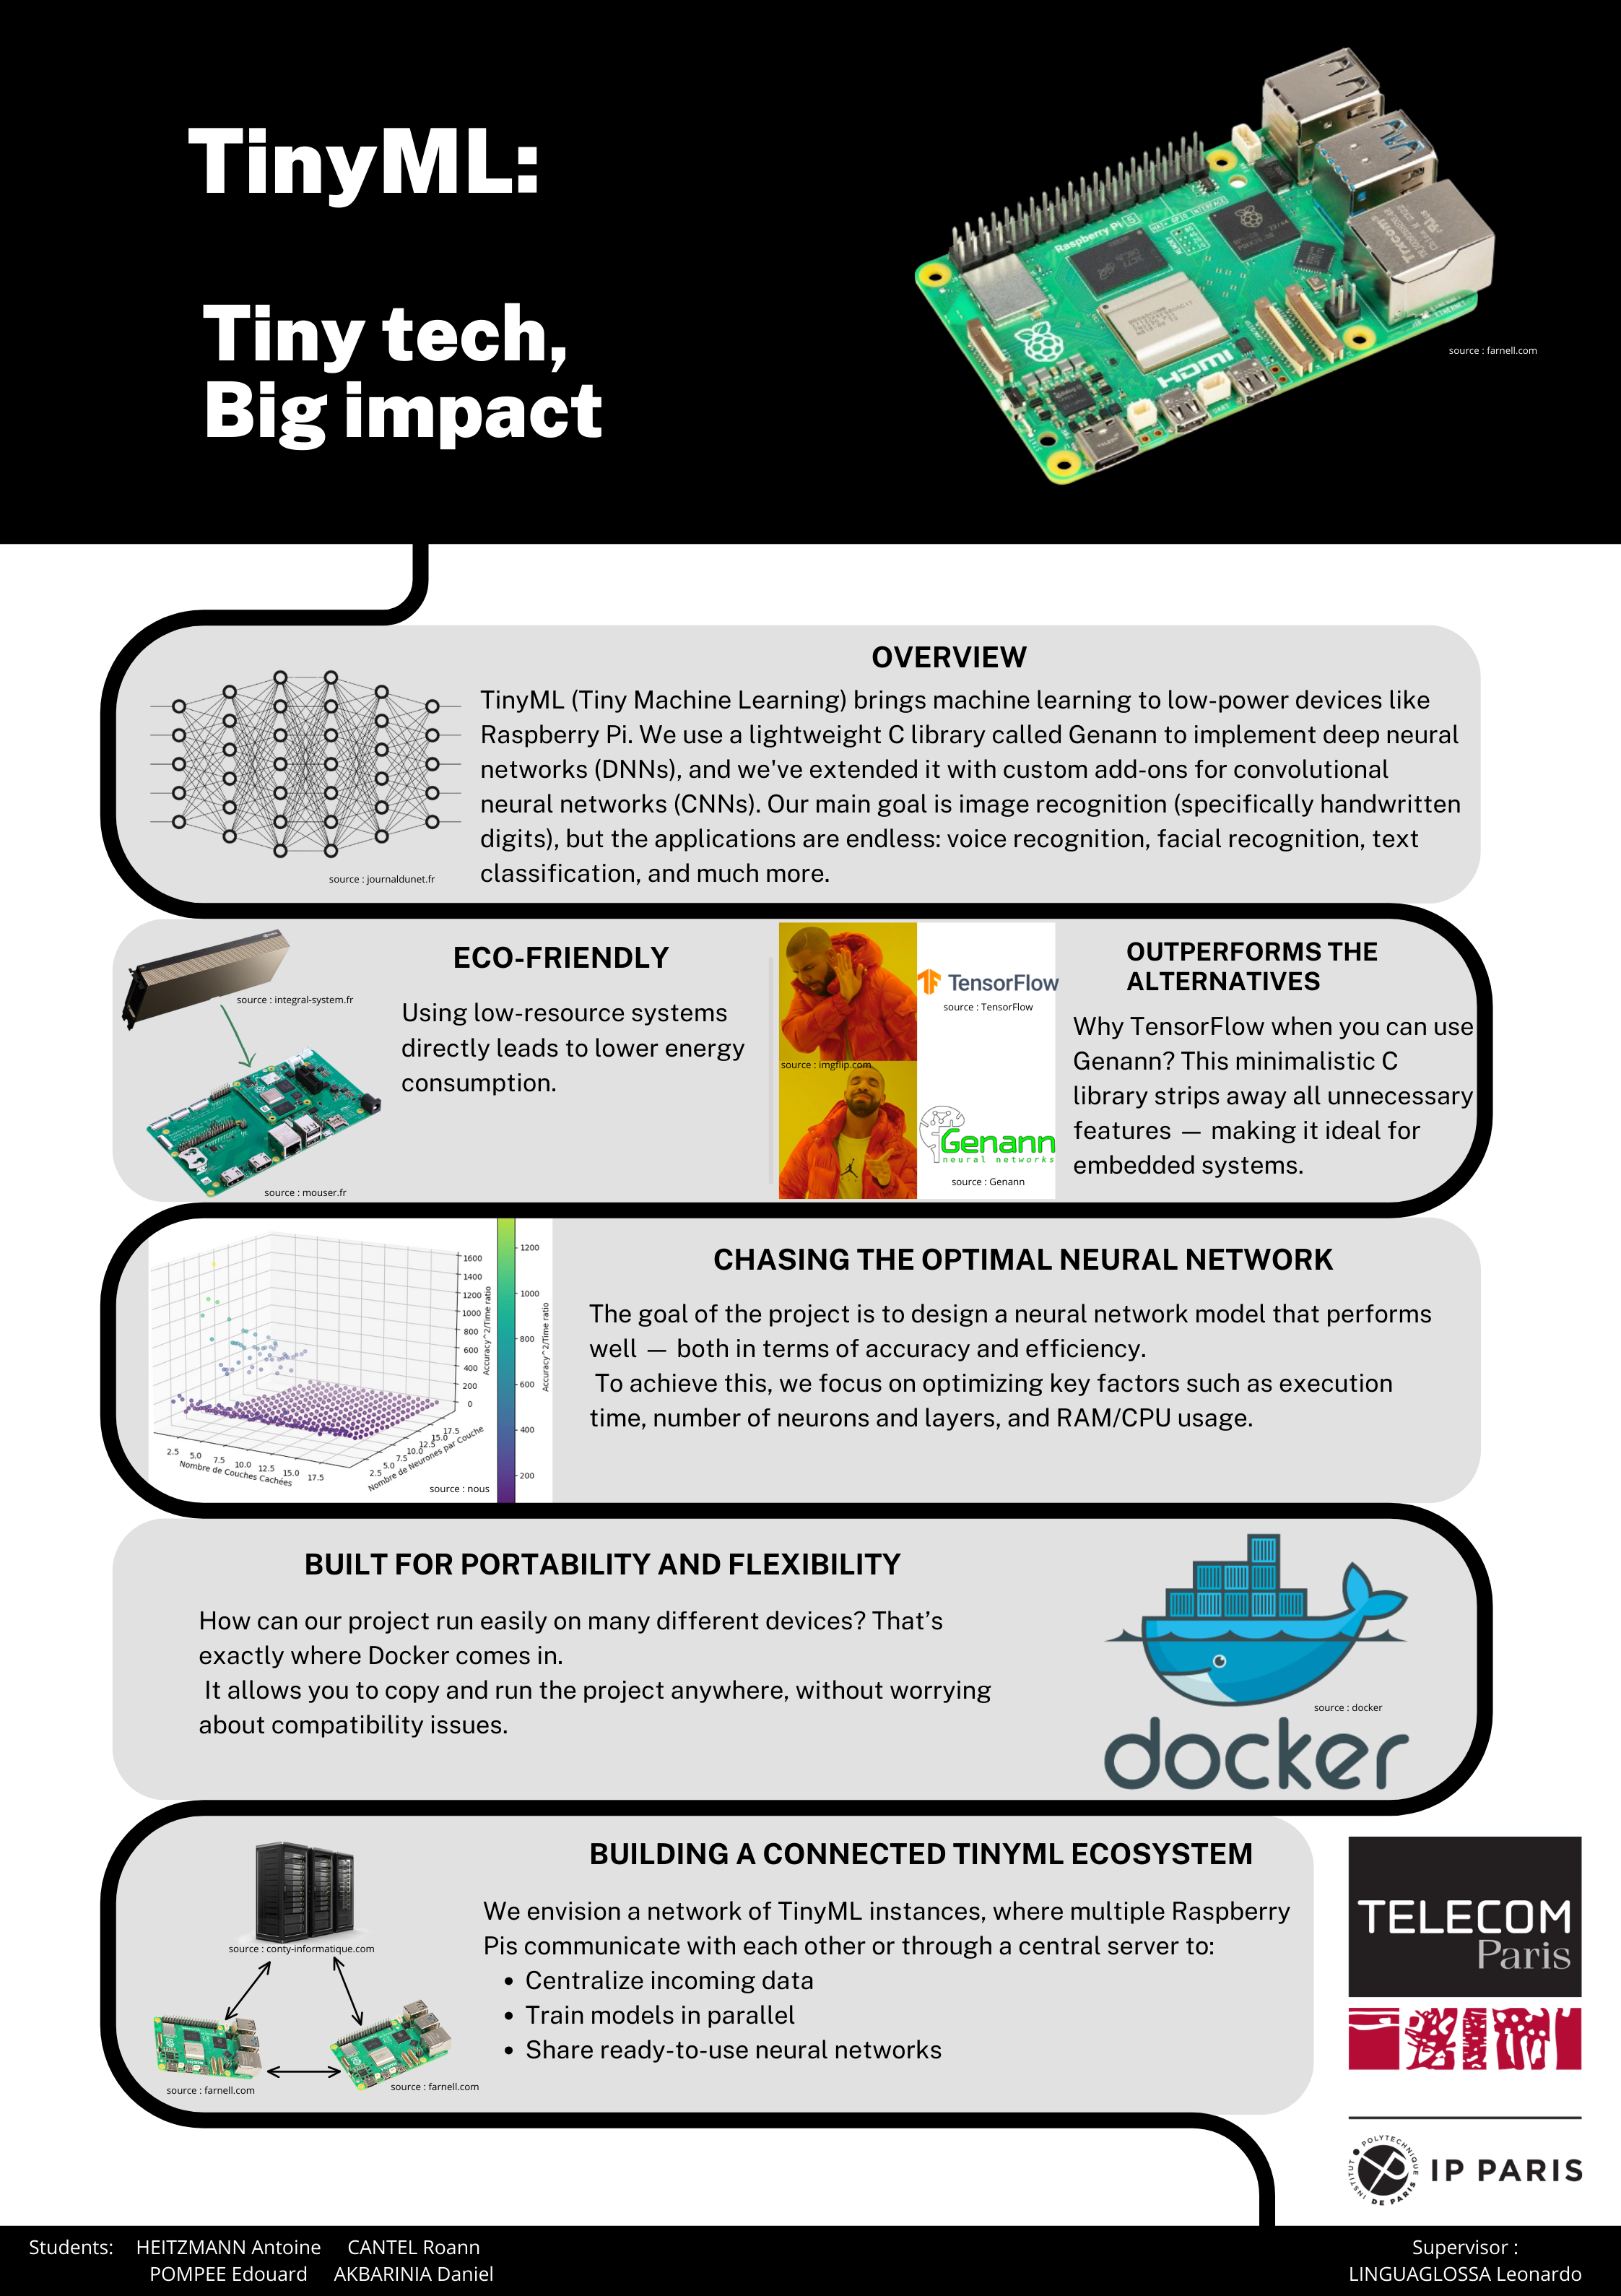 TinyML:
Tiny tech,
Big impact
Raspberry Pi 5
HDMI
source : farnell.com
OVERVIEW
TinyML (Tiny Machine Learning) brings machine learning to low-power devices like
Raspberry Pi. We use a lightweight C library called Genann to implement deep neural
networks (DNNs), and we've extended it with custom add-ons for convolutional
neural networks (CNNs). Our main goal is image recognition (specifically handwritten
digits), but the applications are endless: voice recognition, facial recognition, text
classification, and much more.
source : journaldunet.fr
ECO-FRIENDLY
Using low-resource systems
directly leads to lower energy
consumption.
source : integral-system.fr
source : mouser.fr
source : imgflip.com
TensorFlow
source : TensorFlow
Genann
neural networks
source : Genann
OUTPERFORMS THE
ALTERNATIVES
Why TensorFlow when you can use
Genann? This minimalistic C
library strips away all unnecessary
features — making it ideal for
embedded systems.
1600
1400
1200
1000
800
600
400
200
0
Accuracy^2/Time ratio
2.5 5.0 7.5 10.0 12.5 15.0 17.5
Nombre de Couches Cachées
2.5 5.0 7.5 10.0 12.5 15.0 17.5
Nombre de Neurones par Couche
1200
1000
800
600
400
200
Accuracy^2/Time ratio
source : nous
CHASING THE OPTIMAL NEURAL NETWORK
The goal of the project is to design a neural network model that performs
well — both in terms of accuracy and efficiency.
To achieve this, we focus on optimizing key factors such as execution
time, number of neurons and layers, and RAM/CPU usage.
BUILT FOR PORTABILITY AND FLEXIBILITY
How can our project run easily on many different devices? That’s
exactly where Docker comes in.
It allows you to copy and run the project anywhere, without worrying
about compatibility issues.
source : docker
docker
BUILDING A CONNECTED TINYML ECOSYSTEM
We envision a network of TinyML instances, where multiple Raspberry
Pis communicate with each other or through a central server to:
• Centralize incoming data
• Train models in parallel
• Share ready-to-use neural networks
source : conty-informatique.com
source : farnell.com
source : farnell.com
TELECOM
Paris
INSTITUT POLYTECHNIQUE DE PARIS
IP PARIS
Students: HEITZMANN Antoine CANTEL Roann
POMPEE Edouard AKBARINIA Daniel
Supervisor :
LINGUAGLOSSA Leonardo